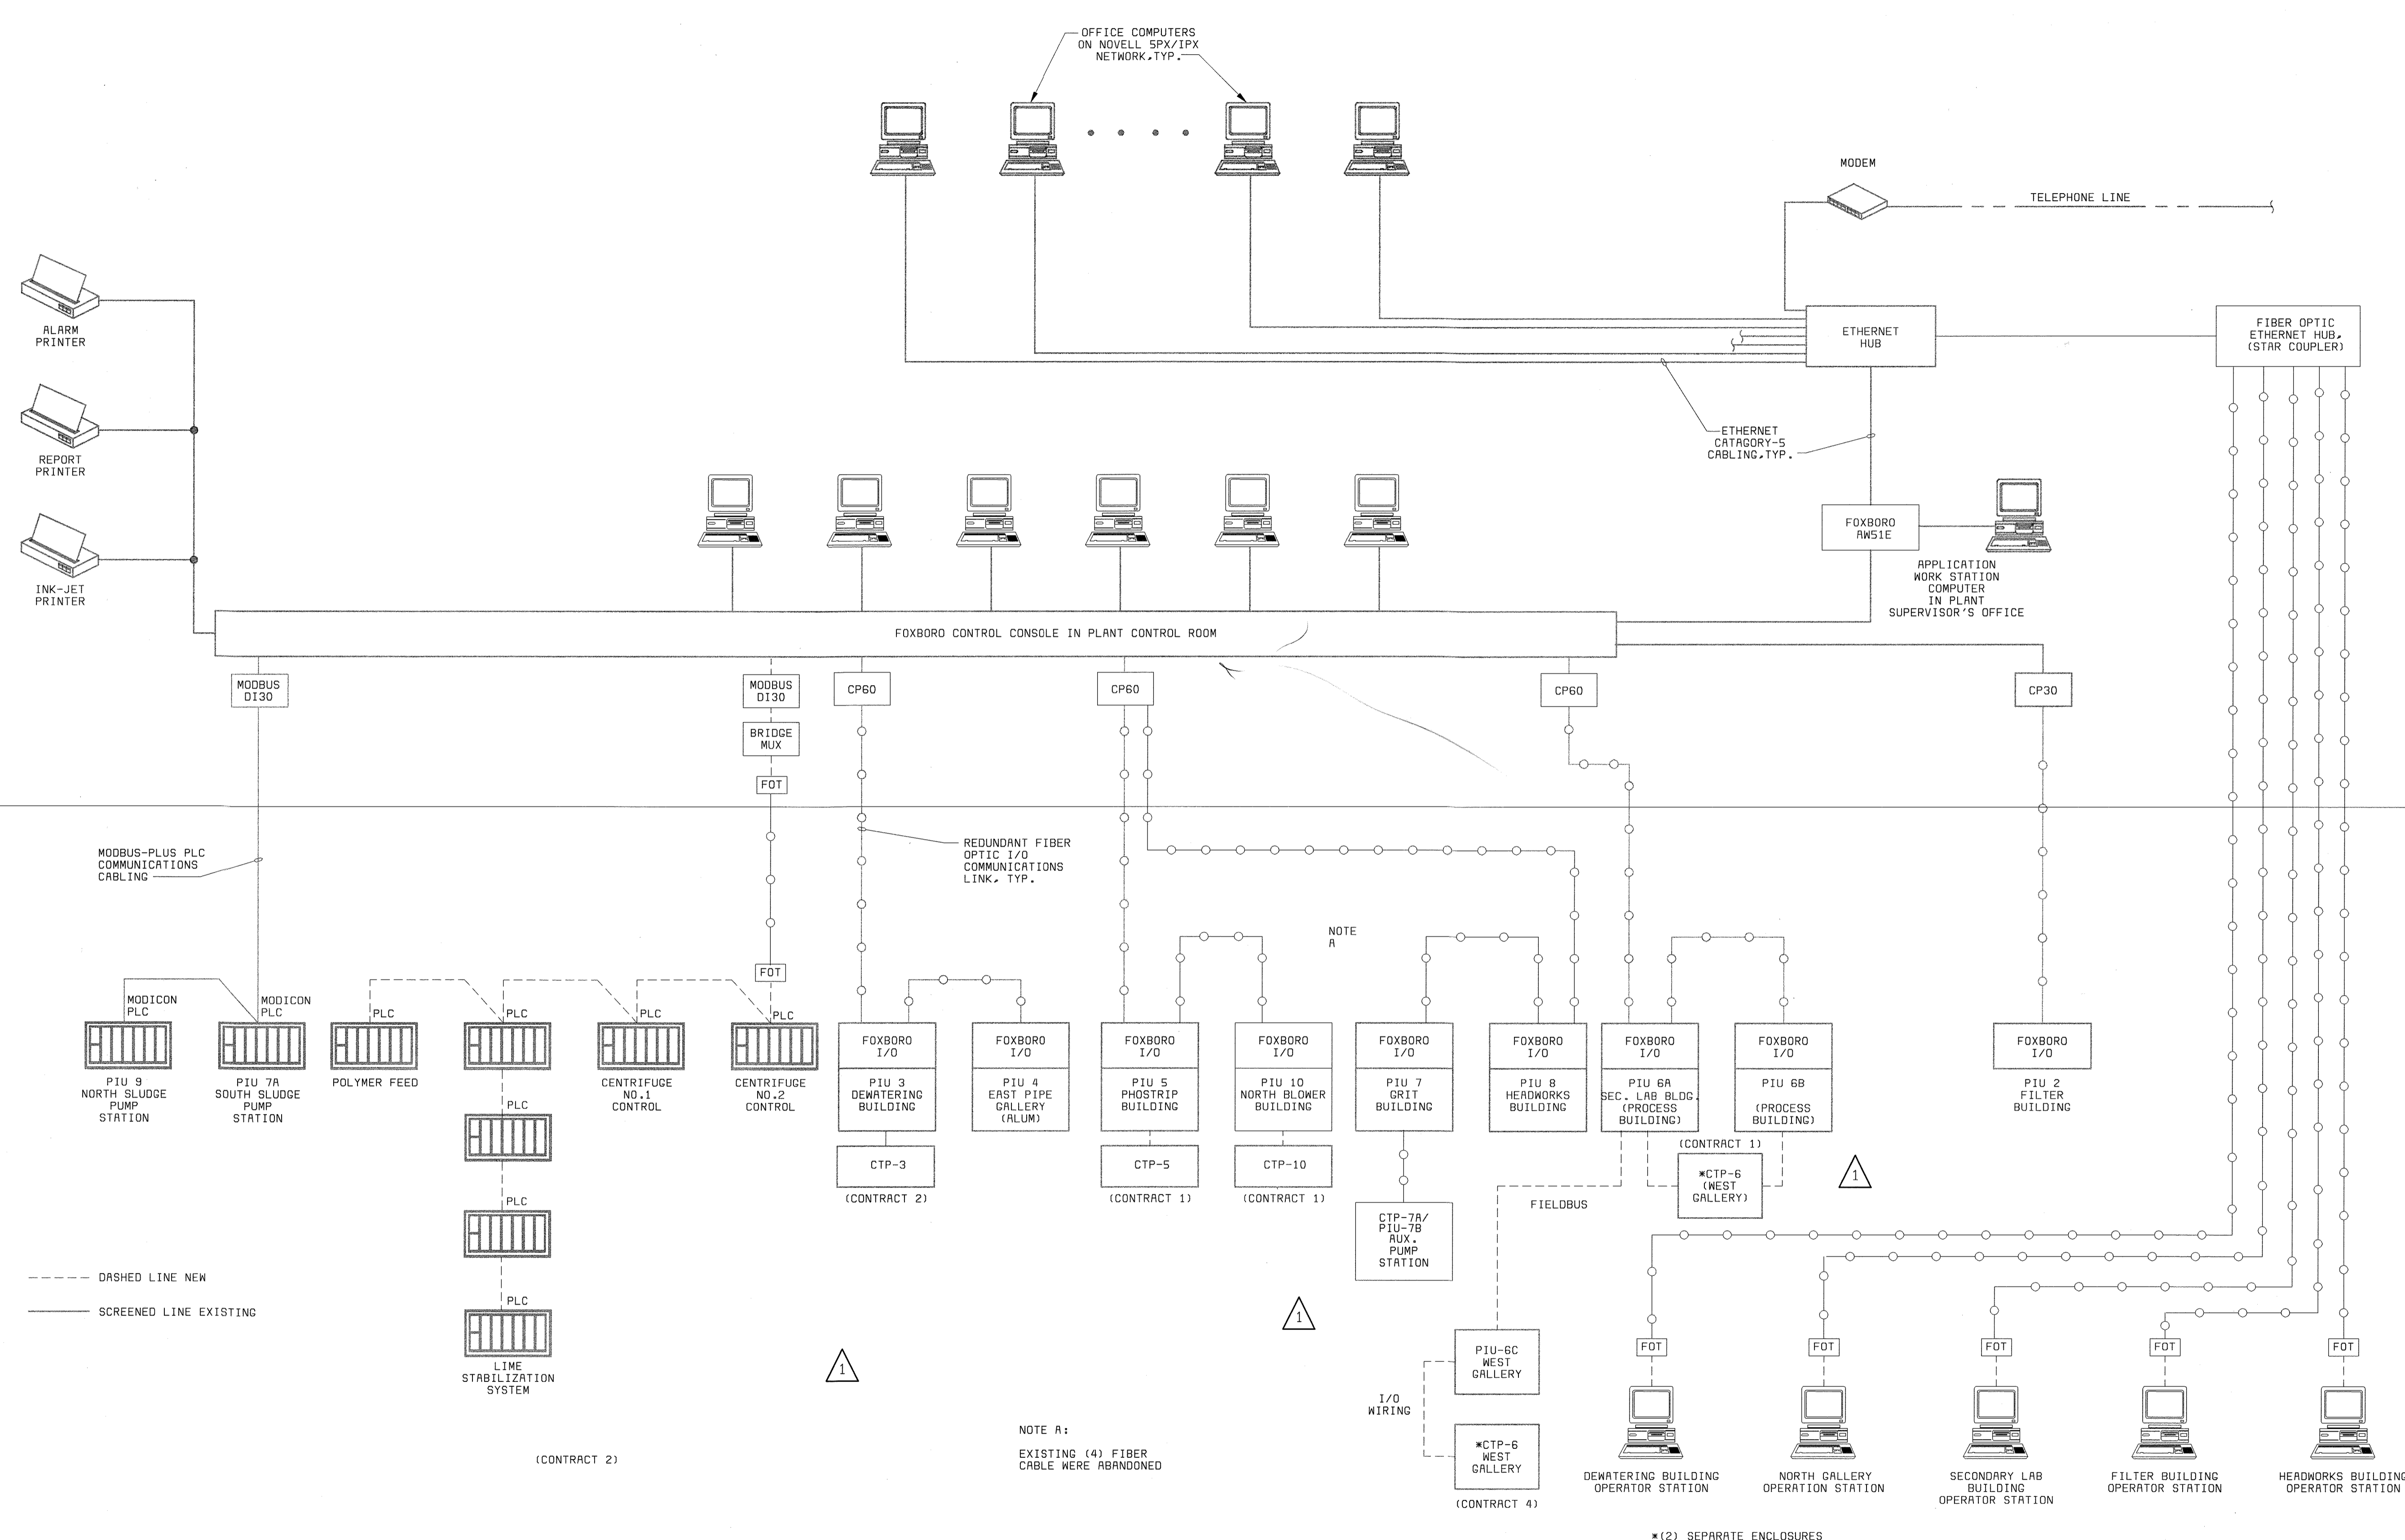 OFFICE COMPUTERS
ON NOVELL SPX/IPX
NETWORK,TYP.
MODEM
TELEPHONE LINE
ALARM
PRINTER
REPORT
PRINTER
INK-JET
PRINTER
ETHERNET
HUB
FIBER OPTIC
ETHERNET HUB,
(STAR COUPLER)
ETHERNET
CATAGORY-5
CABLING,TYP.
FOXBORO
AW51E
APPLICATION
WORK STATION
COMPUTER
IN PLANT
SUPERVISOR'S OFFICE
FOXBORO CONTROL CONSOLE IN PLANT CONTROL ROOM
MODBUS
DI30
MODBUS
DI30
CP60
CP60
CP60
CP30
BRIDGE
MUX
FOT
MODBUS-PLUS PLC
COMMUNICATIONS
CABLING
REDUNDANT FIBER
OPTIC I/O
COMMUNICATIONS
LINK, TYP.
NOTE
A
FOT
MODICON
PLC
MODICON
PLC
PLC
PLC
PLC
PLC
PIU 9
NORTH SLUDGE
PUMP
STATION
PIU 7A
SOUTH SLUDGE
PUMP
STATION
POLYMER FEED
CENTRIFUGE
NO.1
CONTROL
CENTRIFUGE
NO.2
CONTROL
FOXBORO
I/O
PIU 3
DEWATERING
BUILDING
FOXBORO
I/O
PIU 4
EAST PIPE
GALLERY
(ALUM)
FOXBORO
I/O
PIU 5
PHOSTRIP
BUILDING
FOXBORO
I/O
PIU 10
NORTH BLOWER
BUILDING
FOXBORO
I/O
PIU 7
GRIT
BUILDING
FOXBORO
I/O
PIU 8
HEADWORKS
BUILDING
FOXBORO
I/O
PIU 6A
SEC. LAB BLDG.
(PROCESS
BUILDING)
FOXBORO
I/O
PIU 6B
(PROCESS
BUILDING)
FOXBORO
I/O
PIU 2
FILTER
BUILDING
PLC
PLC
PLC
LIME
STABILIZATION
SYSTEM
CTP-3
(CONTRACT 2)
CTP-5
(CONTRACT 1)
CTP-10
(CONTRACT 1)
CTP-7A/
PIU-7B
AUX.
PUMP
STATION
(CONTRACT 1)
*CTP-6
(WEST
GALLERY)
1
FIELDBUS
DASHED LINE NEW
SCREENED LINE EXISTING
1
1
PIU-6C
WEST
GALLERY
I/O
WIRING
*CTP-6
WEST
GALLERY
(CONTRACT 4)
NOTE A:
EXISTING (4) FIBER
CABLE WERE ABANDONED
(CONTRACT 2)
FOT
FOT
FOT
FOT
FOT
DEWATERING BUILDING
OPERATOR STATION
NORTH GALLERY
OPERATION STATION
SECONDARY LAB
BUILDING
OPERATOR STATION
FILTER BUILDING
OPERATOR STATION
HEADWORKS BUILDING
OPERATOR STATION
*(2) SEPARATE ENCLOSURES